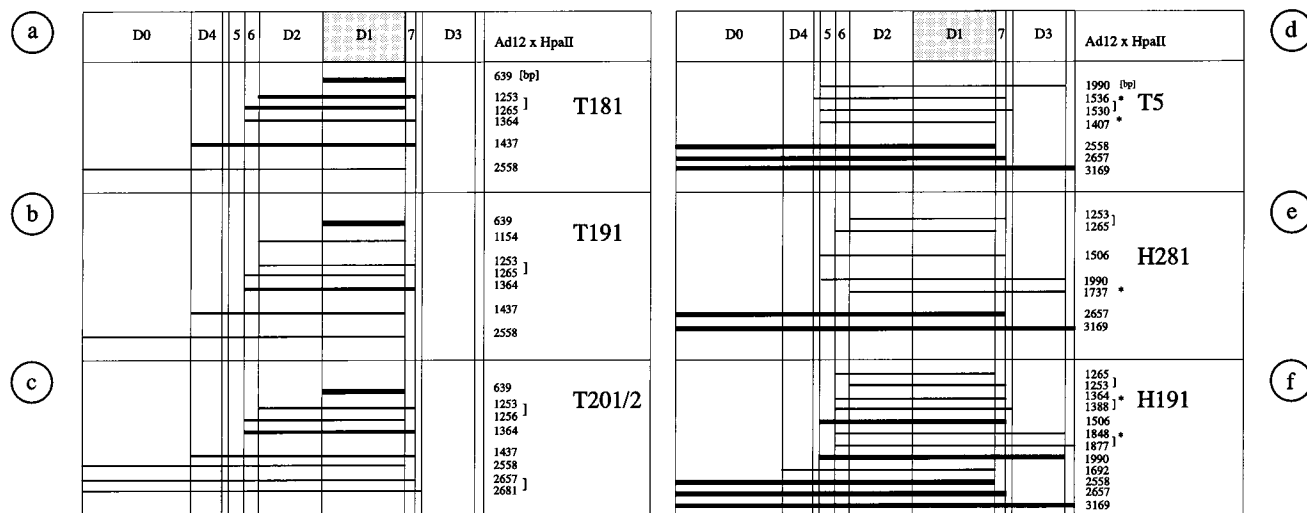 a
D0 D4 5 6 D2 D1 7 D3 Ad12 x HpaII
639 [bp]
1253 ]
1265
1364
T181
1437
2558
b
639
1154
T191
1253 ]
1265
1364
1437
2558
c
639
1253 ]
1256
1364
T201/2
1437
2558
2657 ]
2681
d
D0 D4 5 6 D2 D1 7 D3 Ad12 x HpaII
1990 [bp]
1536 *
1530 ]
1407 *
T5
2558
2657
3169
e
1253 ]
1265
1506
H281
1990
1737 *
2657
3169
f
1265
1253 ]
1364 *
1388 ]
H191
1506
1848 *
1877 ]
1990
1692
2558
2657
3169